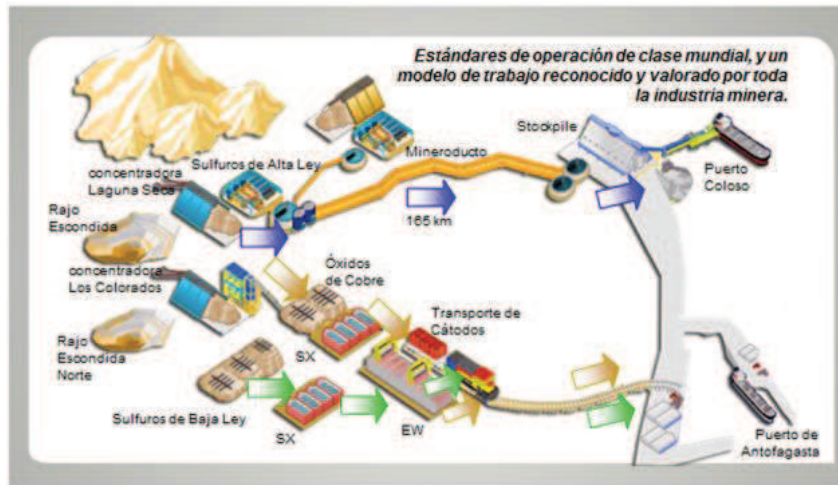 Estándares de operación de clase mundial, y un
modelo de trabajo reconocido y valorado por toda
la industria minera.
Stockpille
Mineroducto
Puerto
Coloso
Sulfuros de Alta Ley
concentradora
Laguna Seca
165 km
Rajo
Escondida
Óxidos
de Cobre
concentradora
Los Colorados
Transporte de
Cátodos
SX
Rajo
Escondida
Norte
Sulfuros de Baja Ley
SX
EW
Puerto de
Antofagasta